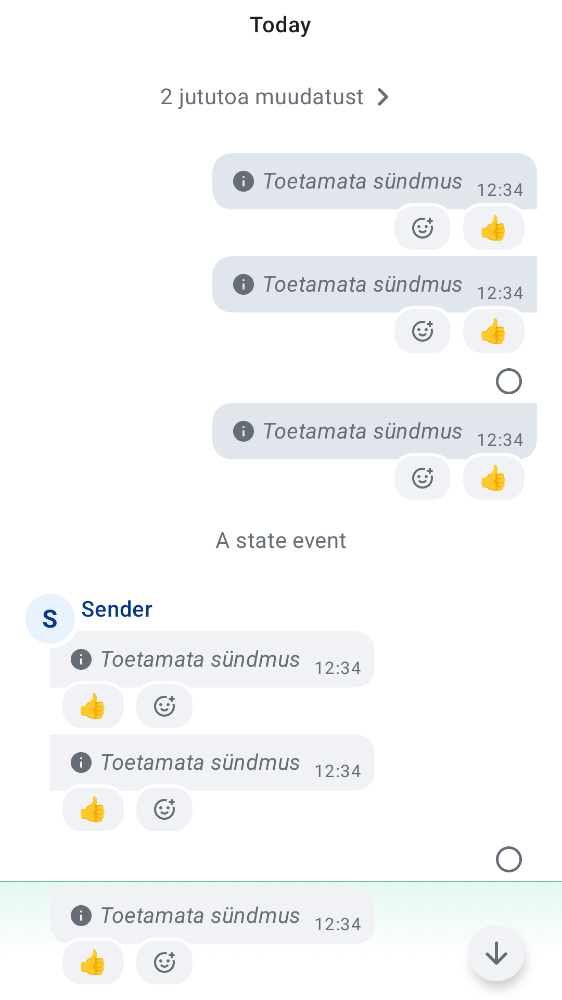 Today
2 jututoa muudatust
Toetamata sündmus 12:34
👍
Toetamata sündmus 12:34
👍
Toetamata sündmus 12:34
👍
A state event
S Sender
Toetamata sündmus 12:34
👍
Toetamata sündmus 12:34
👍
Toetamata sündmus 12:34
👍